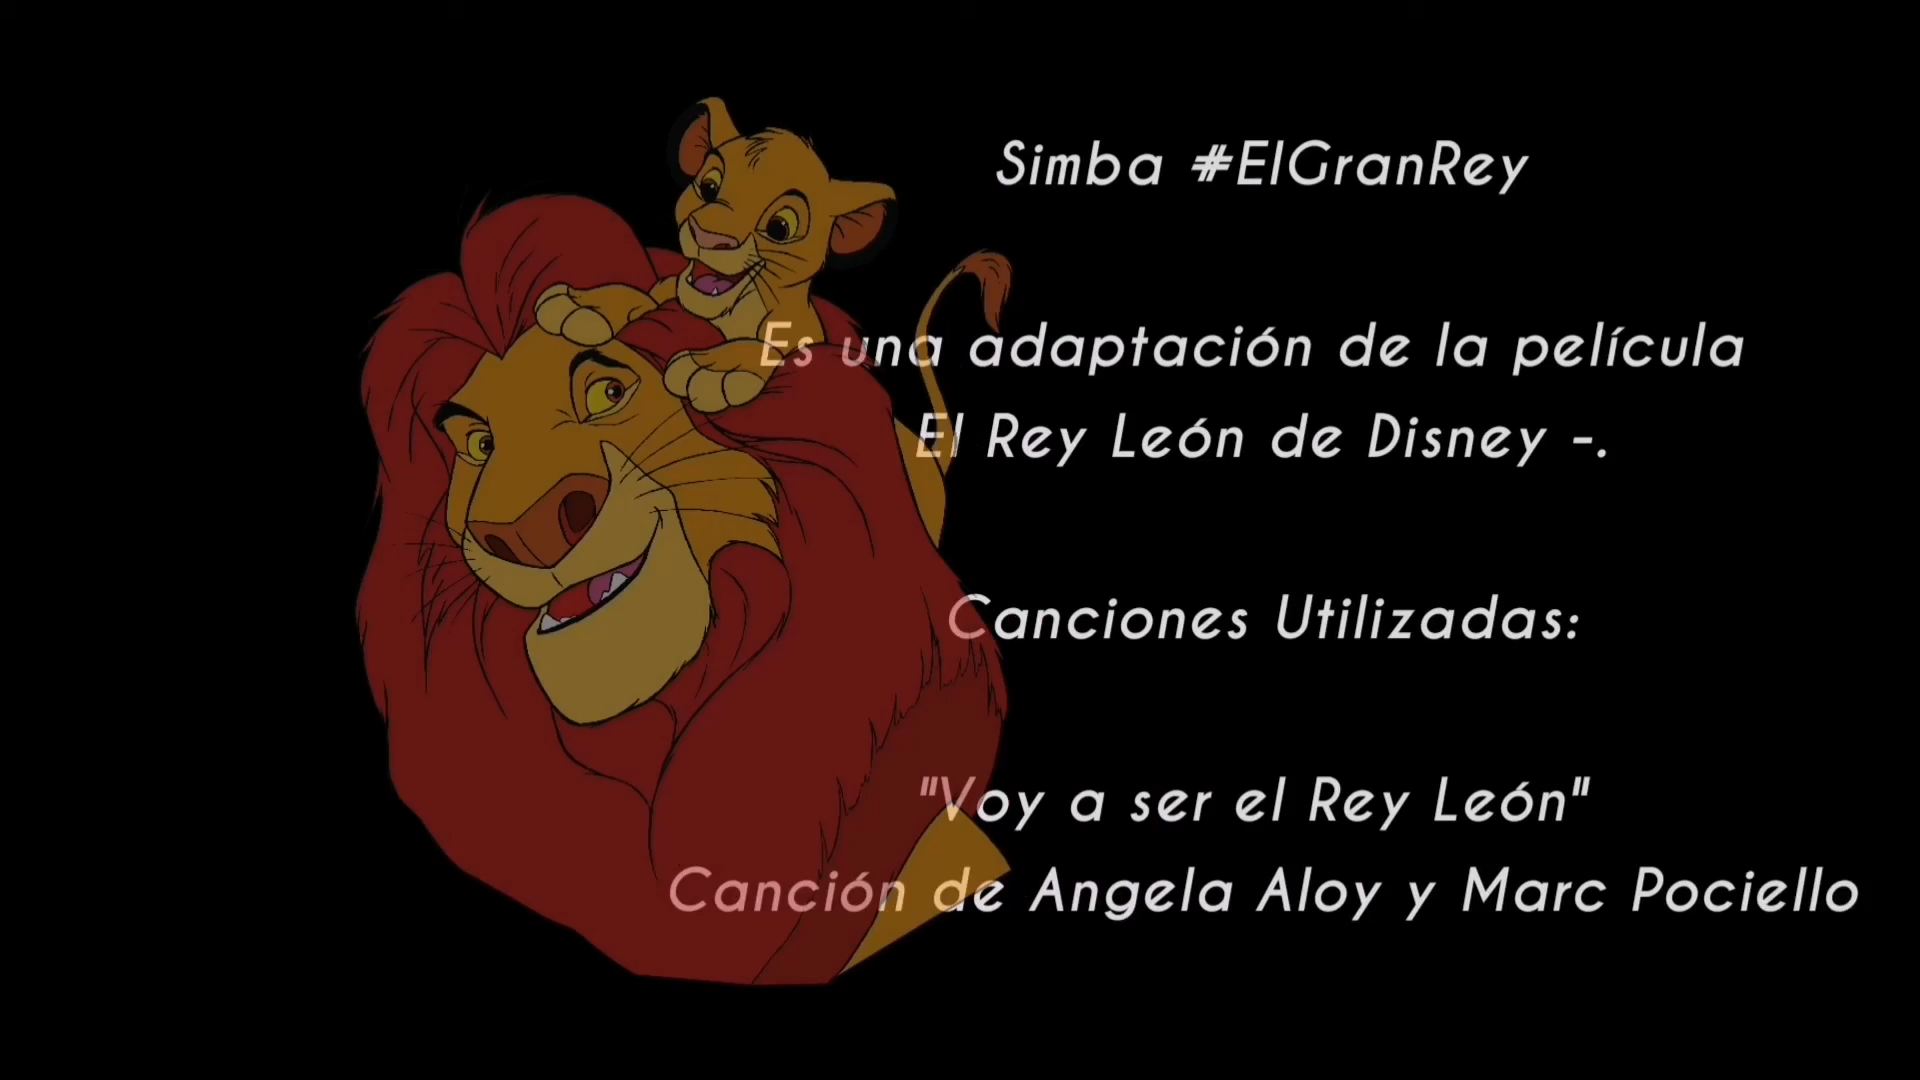 Simba #ElGranRey
Es una adaptación de la película
El Rey León de Disney -.
Canciones Utilizadas:
"Voy a ser el Rey León"
Canción de Angela Aloy y Marc Pociello